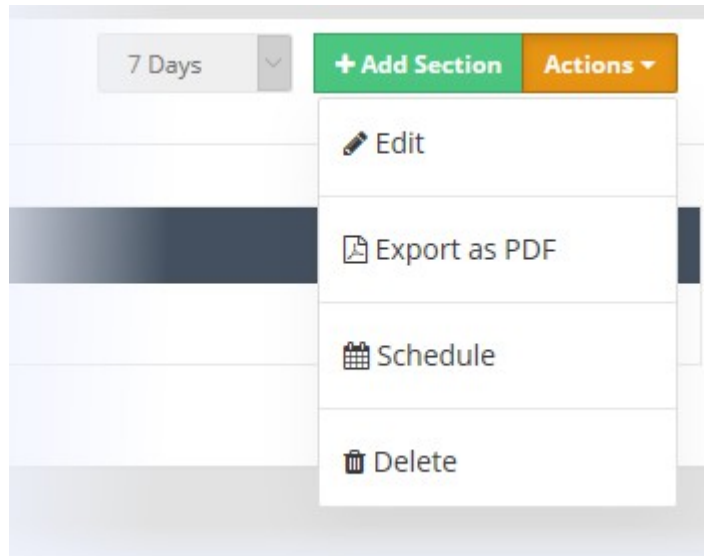 7 Days
+ Add Section
Actions
Edit
Export as PDF
Schedule
Delete